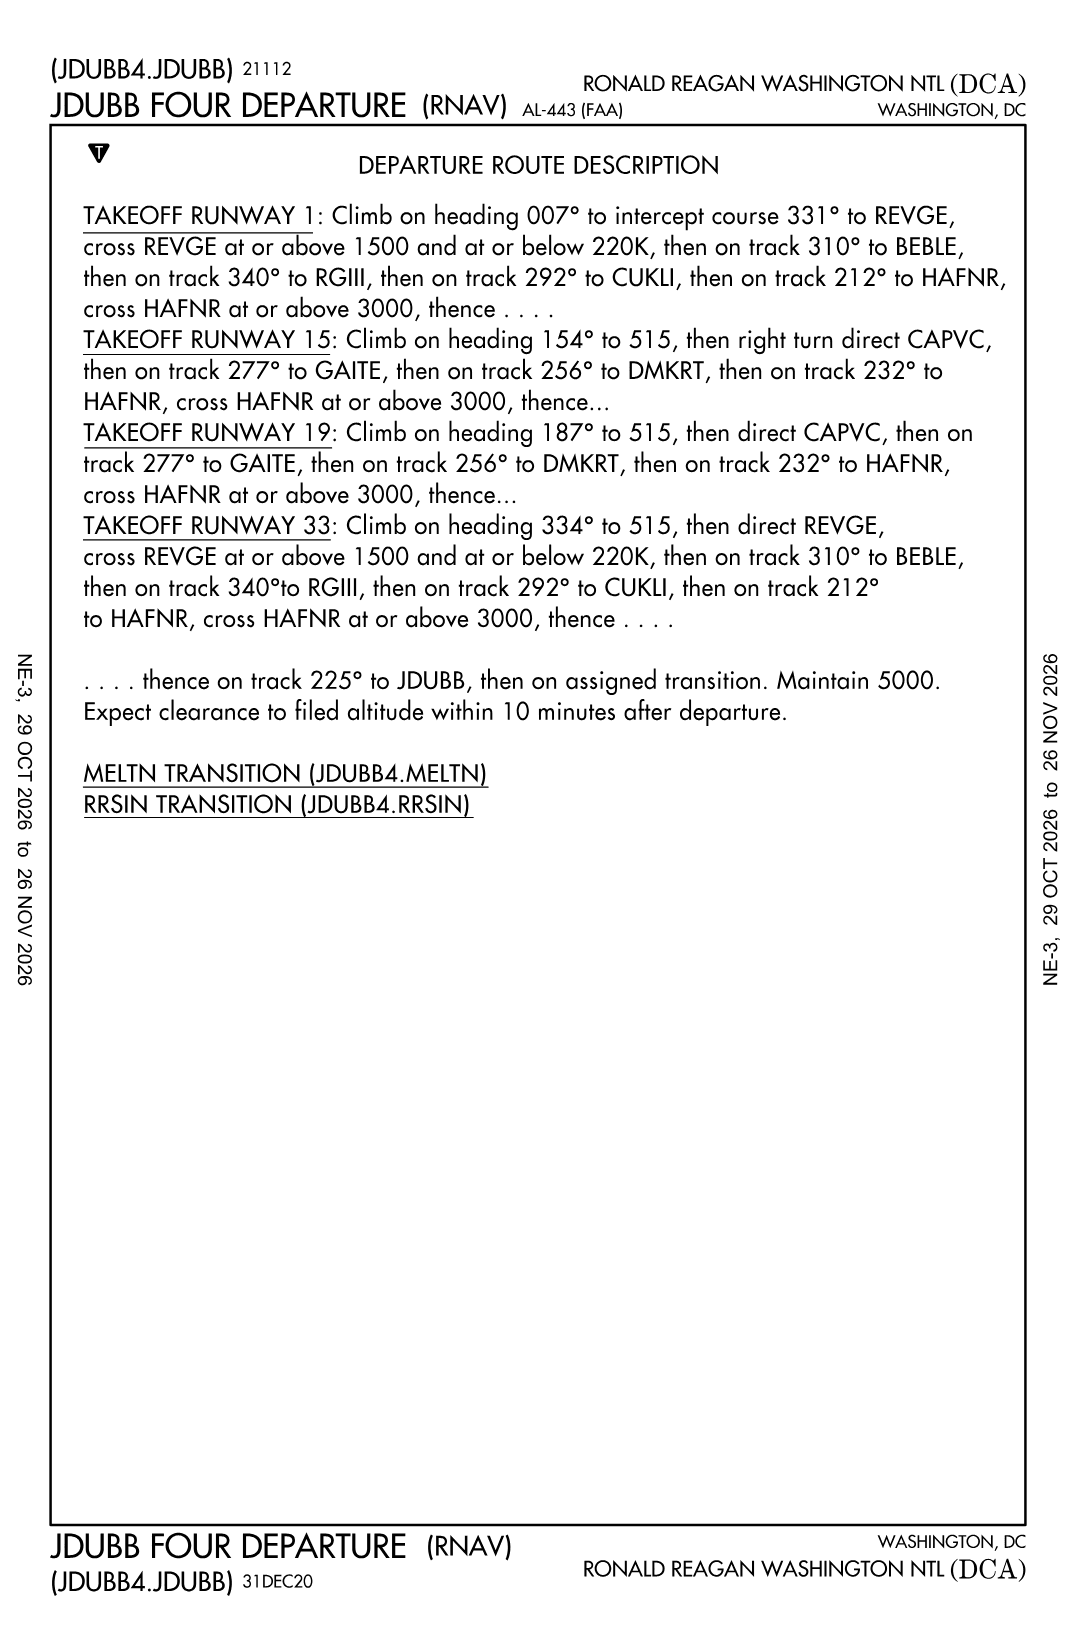 (JDUBB4.JDUBB) 21112
JDUBB FOUR DEPARTURE (RNAV) AL-443 (FAA)
RONALD REAGAN WASHINGTON NTL (DCA)
WASHINGTON, DC
T
DEPARTURE ROUTE DESCRIPTION
TAKEOFF RUNWAY 1: Climb on heading 007° to intercept course 331° to REVGE,
cross REVGE at or above 1500 and at or below 220K, then on track 310° to BEBLE,
then on track 340° to RGIII, then on track 292° to CUKLI, then on track 212° to HAFNR,
cross HAFNR at or above 3000, thence . . . .
TAKEOFF RUNWAY 15: Climb on heading 154° to 515, then right turn direct CAPVC,
then on track 277° to GAITE, then on track 256° to DMKRT, then on track 232° to
HAFNR, cross HAFNR at or above 3000, thence...
TAKEOFF RUNWAY 19: Climb on heading 187° to 515, then direct CAPVC, then on
track 277° to GAITE, then on track 256° to DMKRT, then on track 232° to HAFNR,
cross HAFNR at or above 3000, thence...
TAKEOFF RUNWAY 33: Climb on heading 334° to 515, then direct REVGE,
cross REVGE at or above 1500 and at or below 220K, then on track 310° to BEBLE,
then on track 340°to RGIII, then on track 292° to CUKLI, then on track 212°
to HAFNR, cross HAFNR at or above 3000, thence . . . .
. . . . thence on track 225° to JDUBB, then on assigned transition. Maintain 5000.
Expect clearance to filed altitude within 10 minutes after departure.
MELTN TRANSITION (JDUBB4.MELTN)
RRSIN TRANSITION (JDUBB4.RRSIN)
NE-3, 29 OCT 2026 to 26 NOV 2026
NE-3, 29 OCT 2026 to 26 NOV 2026
JDUBB FOUR DEPARTURE (RNAV)
(JDUBB4.JDUBB) 31DEC20
WASHINGTON, DC
RONALD REAGAN WASHINGTON NTL (DCA)